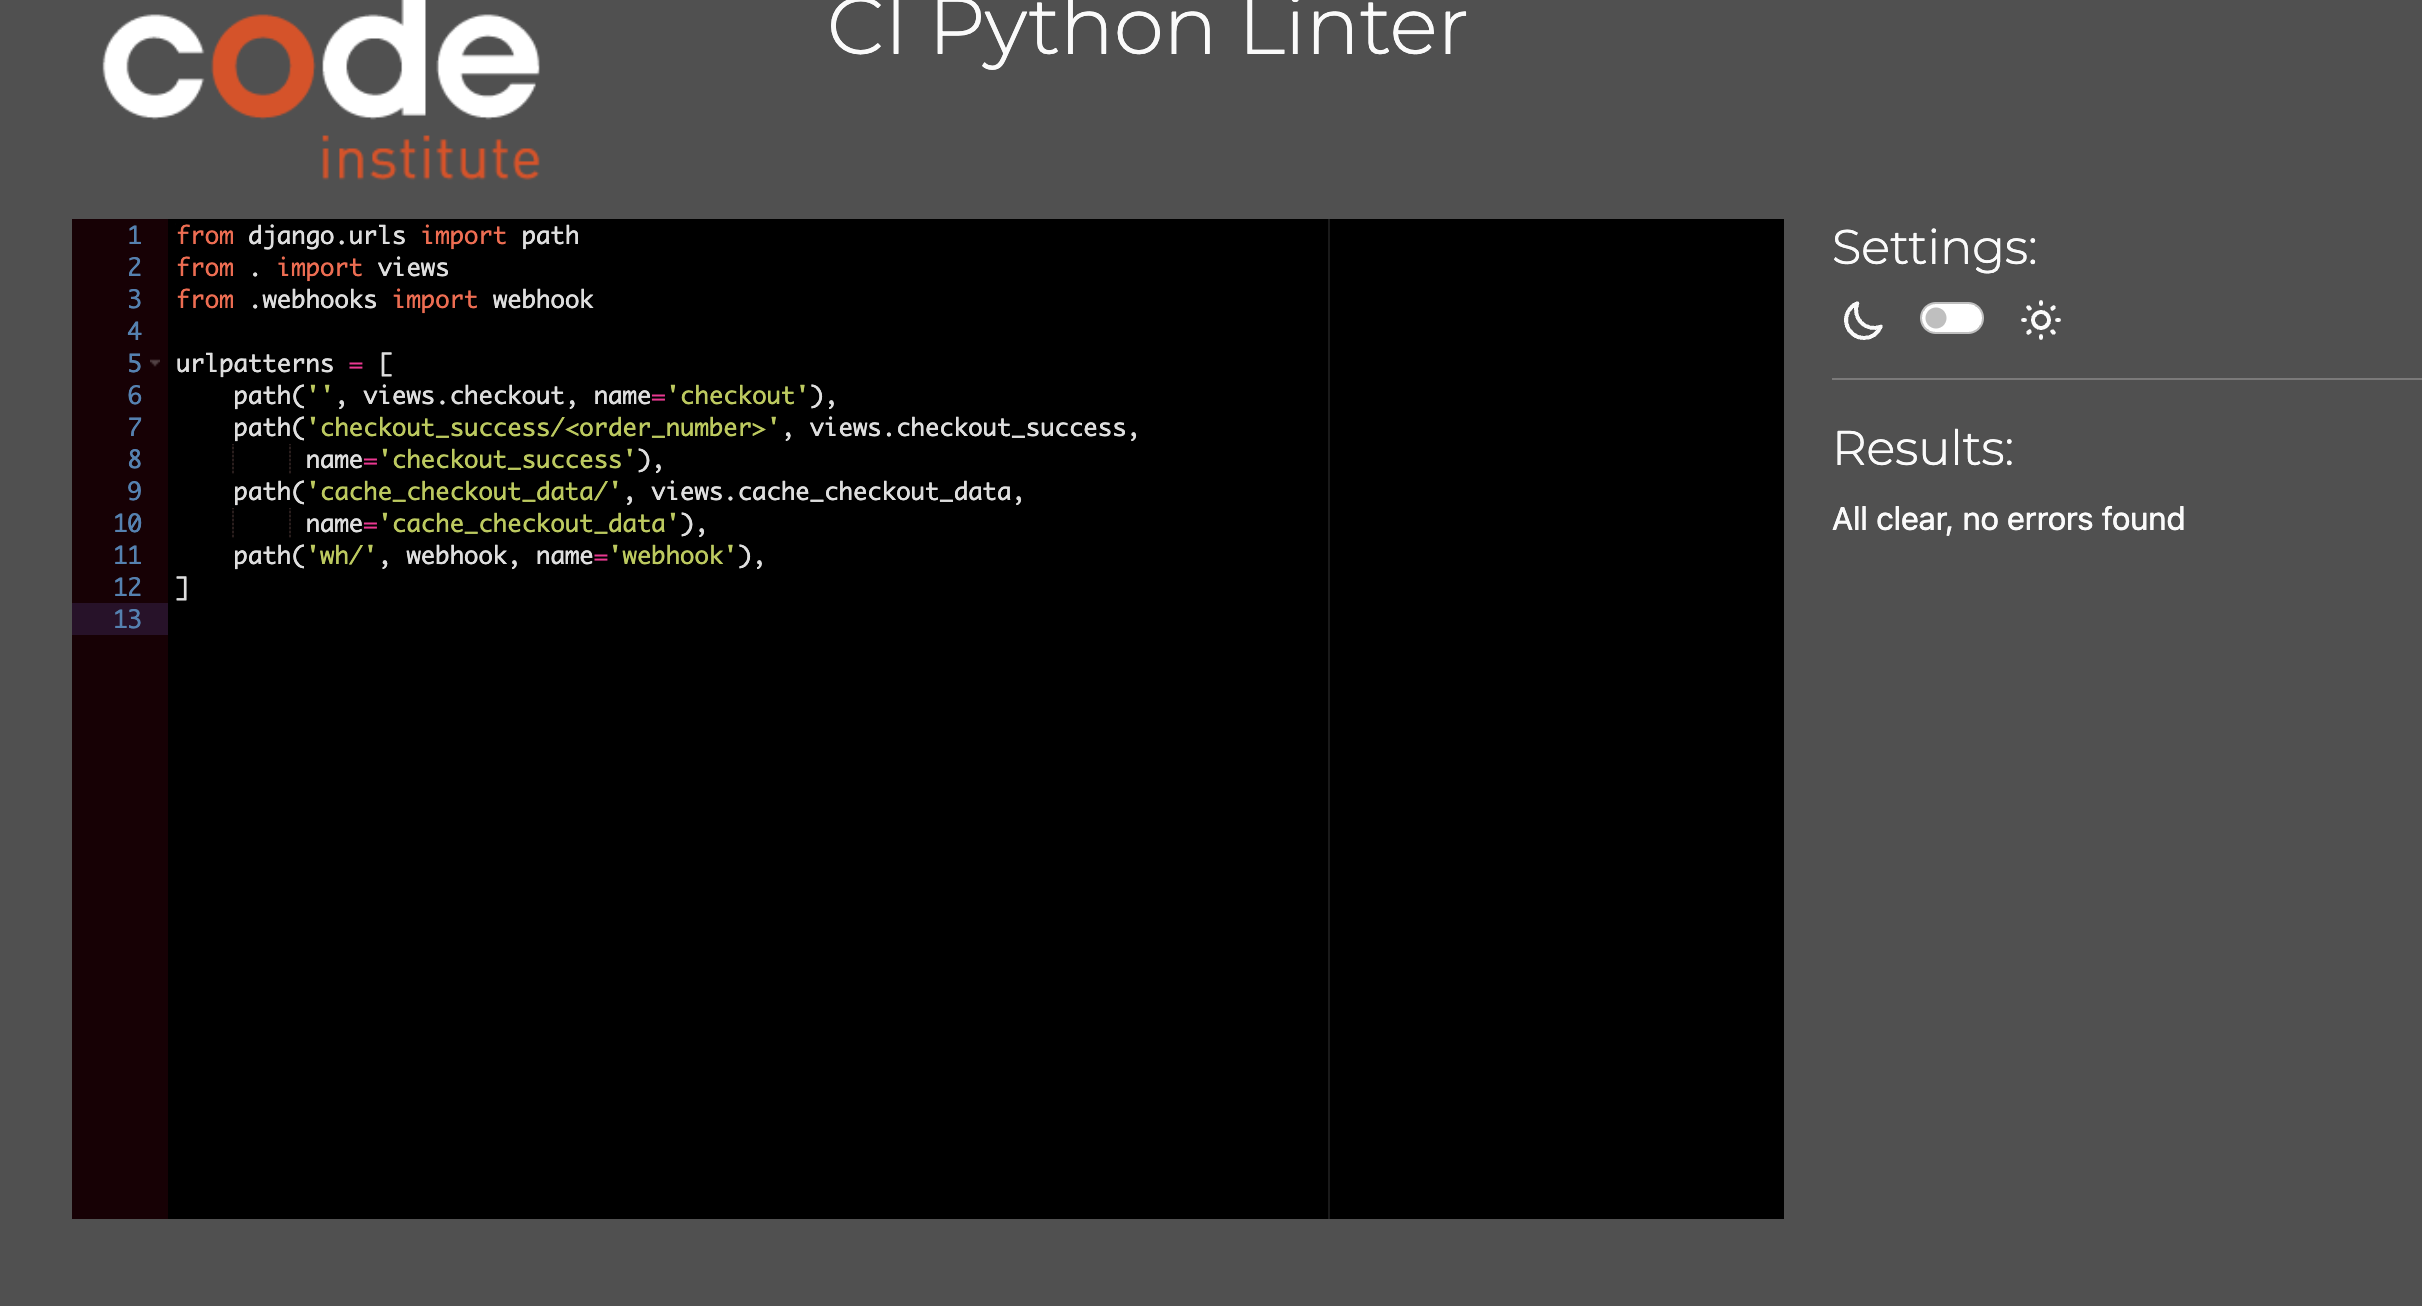 code
institute
CI Python Linter
1 from django.urls import path
2 from . import views
3 from .webhooks import webhook
4
5 urlpatterns = [
6     path('', views.checkout, name='checkout'),
7     path('checkout_success/<order_number>', views.checkout_success,
8          name='checkout_success'),
9     path('cache_checkout_data/', views.cache_checkout_data,
10          name='cache_checkout_data'),
11     path('wh/', webhook, name='webhook'),
12 ]
13
Settings:
Results:
All clear, no errors found